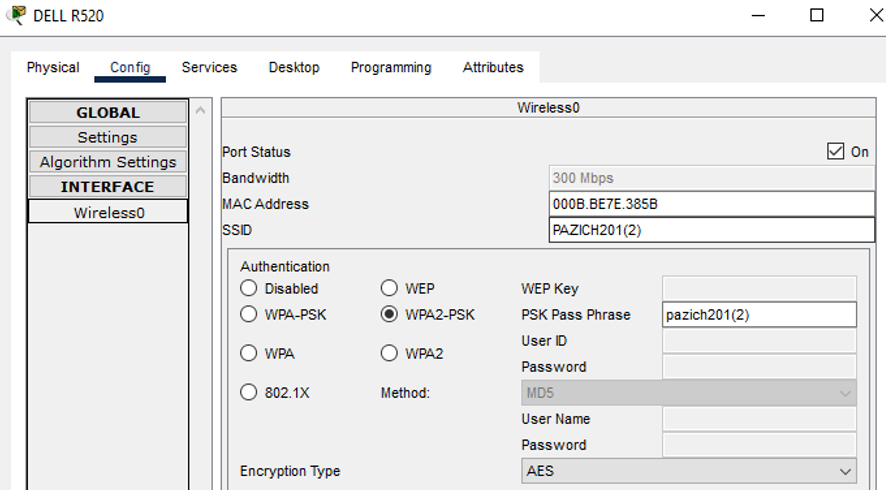 DELL R520
Physical Config Services Desktop Programming Attributes
GLOBAL
Settings
Algorithm Settings
INTERFACE
Wireless0
Wireless0
Port Status On
Bandwidth 300 Mbps
MAC Address 000B.BE7E.385B
SSID PAZICH201(2)
Authentication
Disabled WEP WEP Key
WPA-PSK WPA2-PSK PSK Pass Phrase pazich201(2)
User ID
WPA WPA2
Password
802.1X Method: MD5
User Name
Password
Encryption Type AES